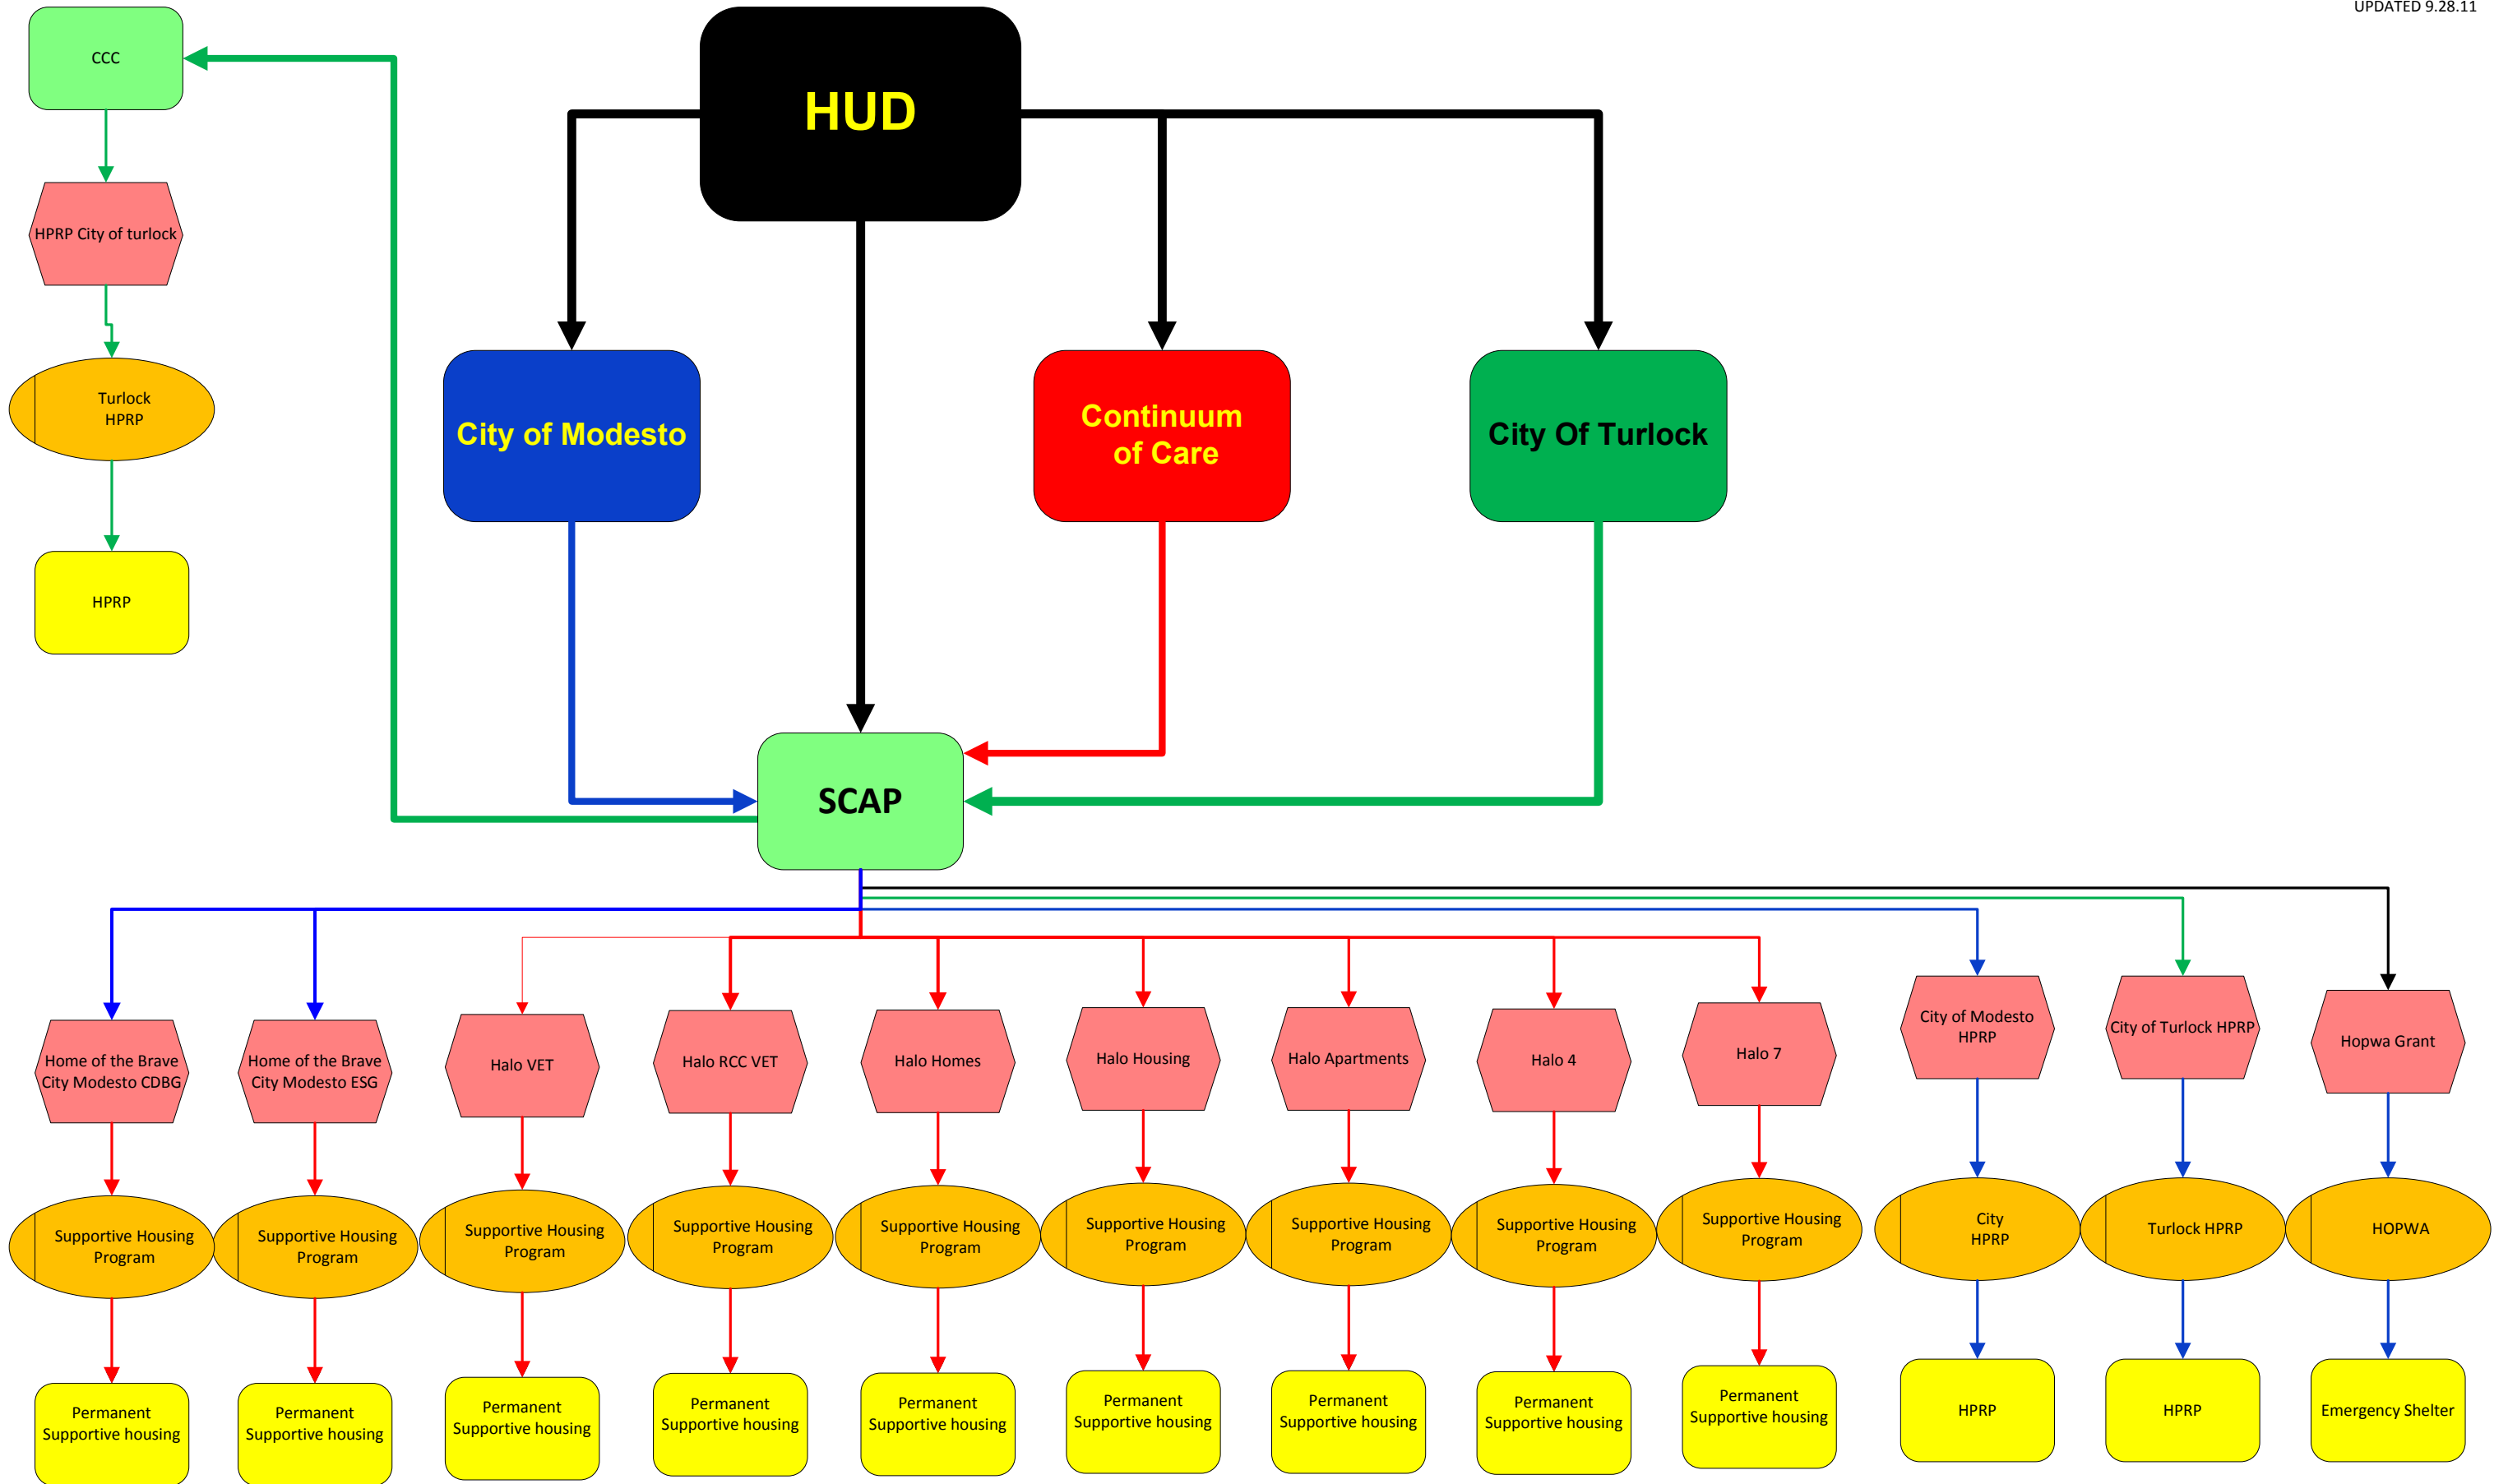 UPDATED 9.28.11
CCC
HUD
HPRP City of turlock
Turlock
HPRP
City of Modesto
Continuum
of Care
City Of Turlock
HPRP
SCAP
Home of the Brave
City Modesto CDBG
Home of the Brave
City Modesto ESG
Halo VET
Halo RCC VET
Halo Homes
Halo Housing
Halo Apartments
Halo 4
Halo 7
City of Modesto
HPRP
City of Turlock HPRP
Hopwa Grant
Supportive Housing
Program
Supportive Housing
Program
Supportive Housing
Program
Supportive Housing
Program
Supportive Housing
Program
Supportive Housing
Program
Supportive Housing
Program
Supportive Housing
Program
Supportive Housing
Program
City
HPRP
Turlock HPRP
HOPWA
Permanent
Supportive housing
Permanent
Supportive housing
Permanent
Supportive housing
Permanent
Supportive housing
Permanent
Supportive housing
Permanent
Supportive housing
Permanent
Supportive housing
Permanent
Supportive housing
Permanent
Supportive housing
HPRP
HPRP
Emergency Shelter